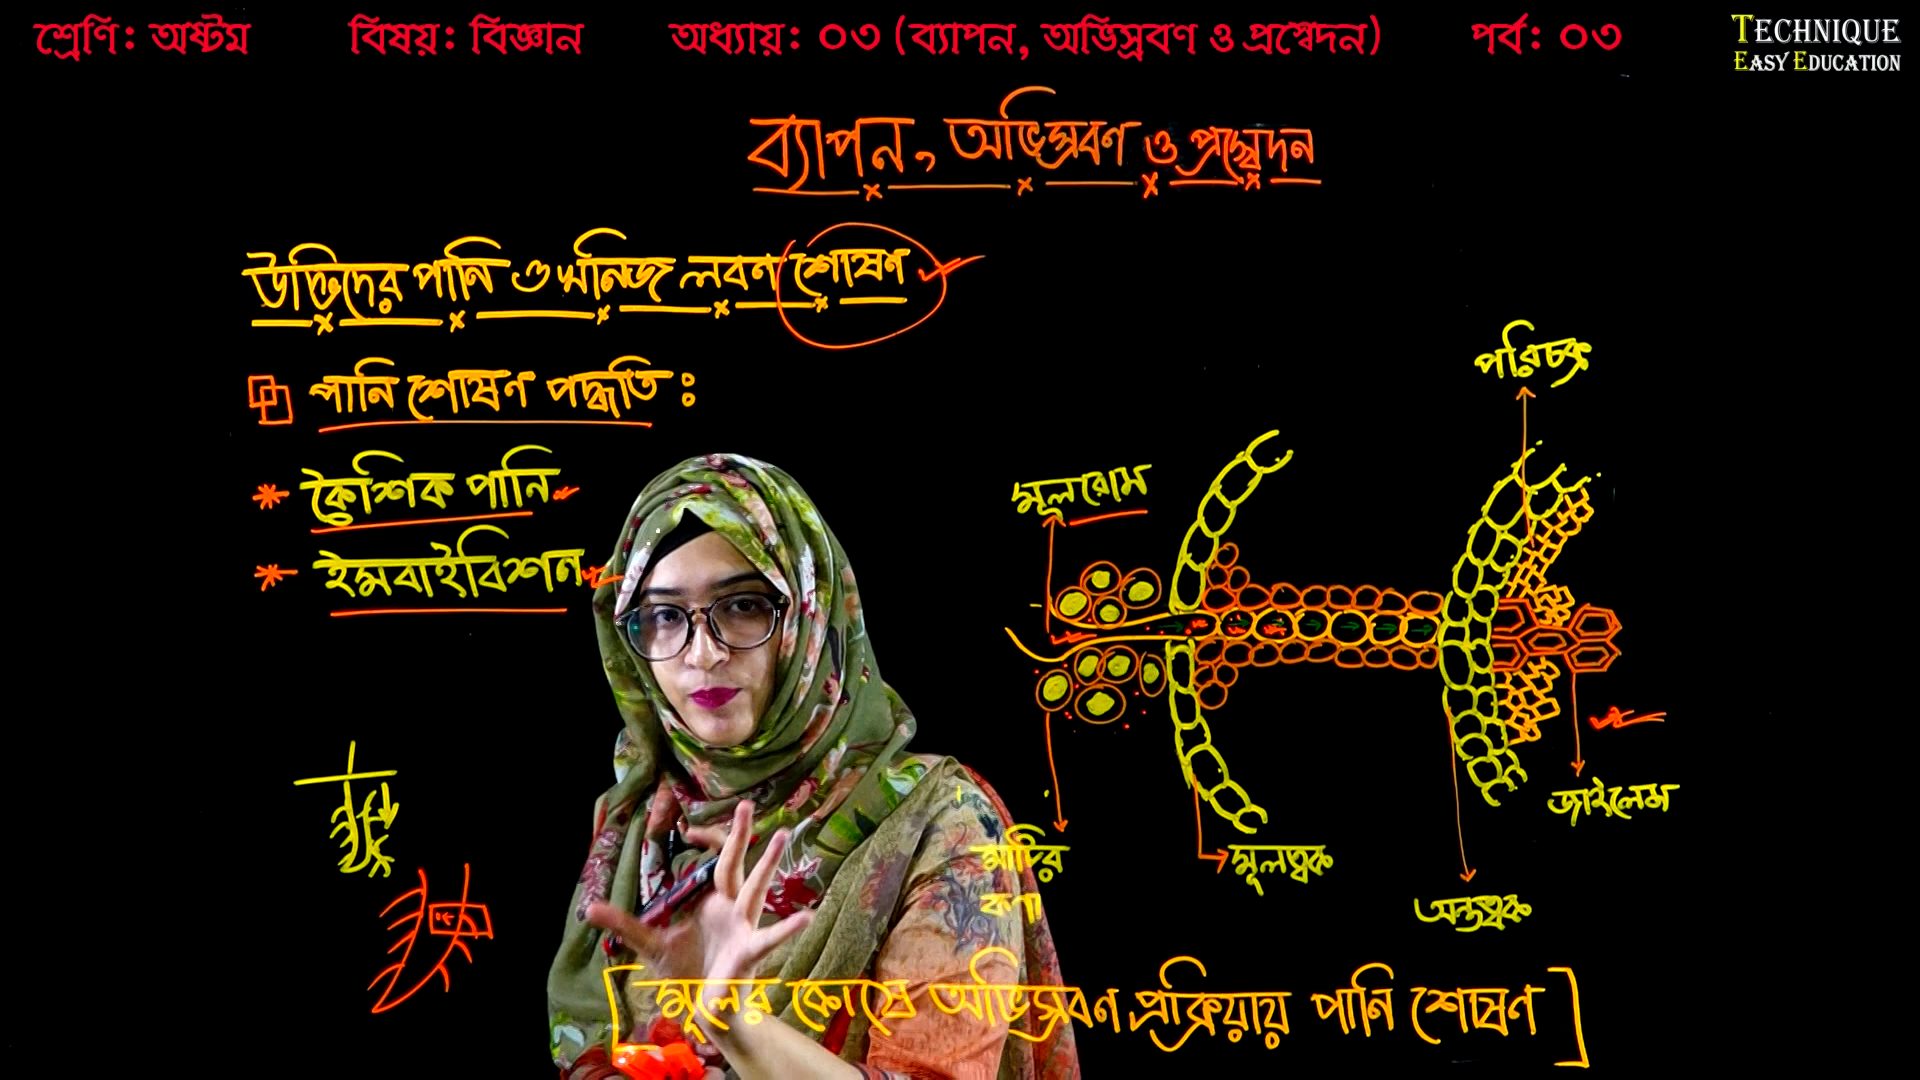 শ্রেণি: অষ্টম বিষয়: বিজ্ঞান অধ্যায়: ০৩ (ব্যাপন, অভিস্রবণ ও প্রস্বেদন) পর্ব: ০৩
TECHNIQUE
EASY EDUCATION
ব্যাপন, অভিস্রবণ ও প্রস্বেদন
উদ্ভিদের পানি ও খনিজ লবন শোষণ
পানি শোষণ পদ্ধতি:
* কৈশিক পানি
* ইমবাইবিশন
পরিচক্র
মূলরোম
জাইলেম
মাটির
কণা
মূলত্বক
অন্তত্বক
[মূলের কোষে অভিস্রবণ প্রক্রিয়ায় পানি শোষণ]